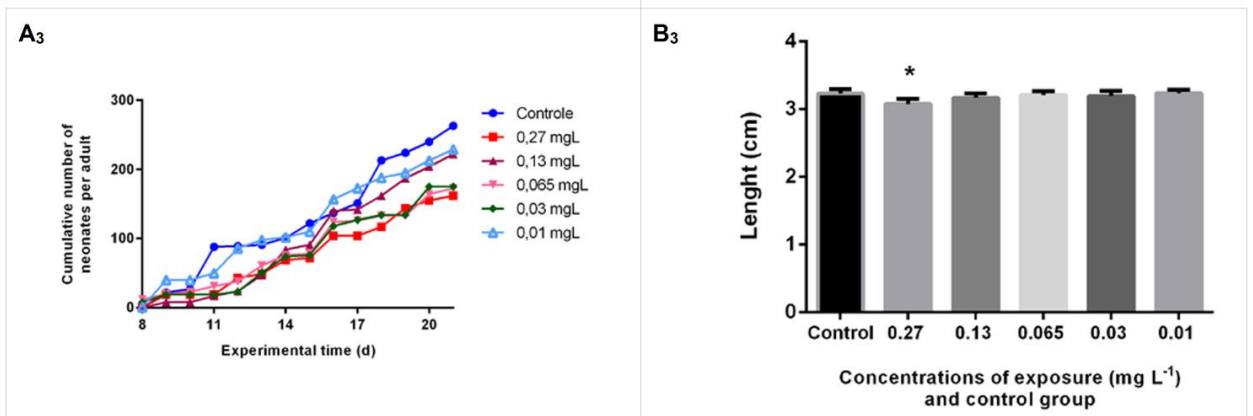 A3
Cumulative number of
neonates per adult
300
200
100
0
8
11
14
17
20
Experimental time (d)
Controle
0,27 mgL
0,13 mgL
0,065 mgL
0,03 mgL
0,01 mgL
B3
Lenght (cm)
4
3
2
1
0
*
Control
0.27
0.13
0.065
0.03
0.01
Concentrations of exposure (mg L-1)
and control group